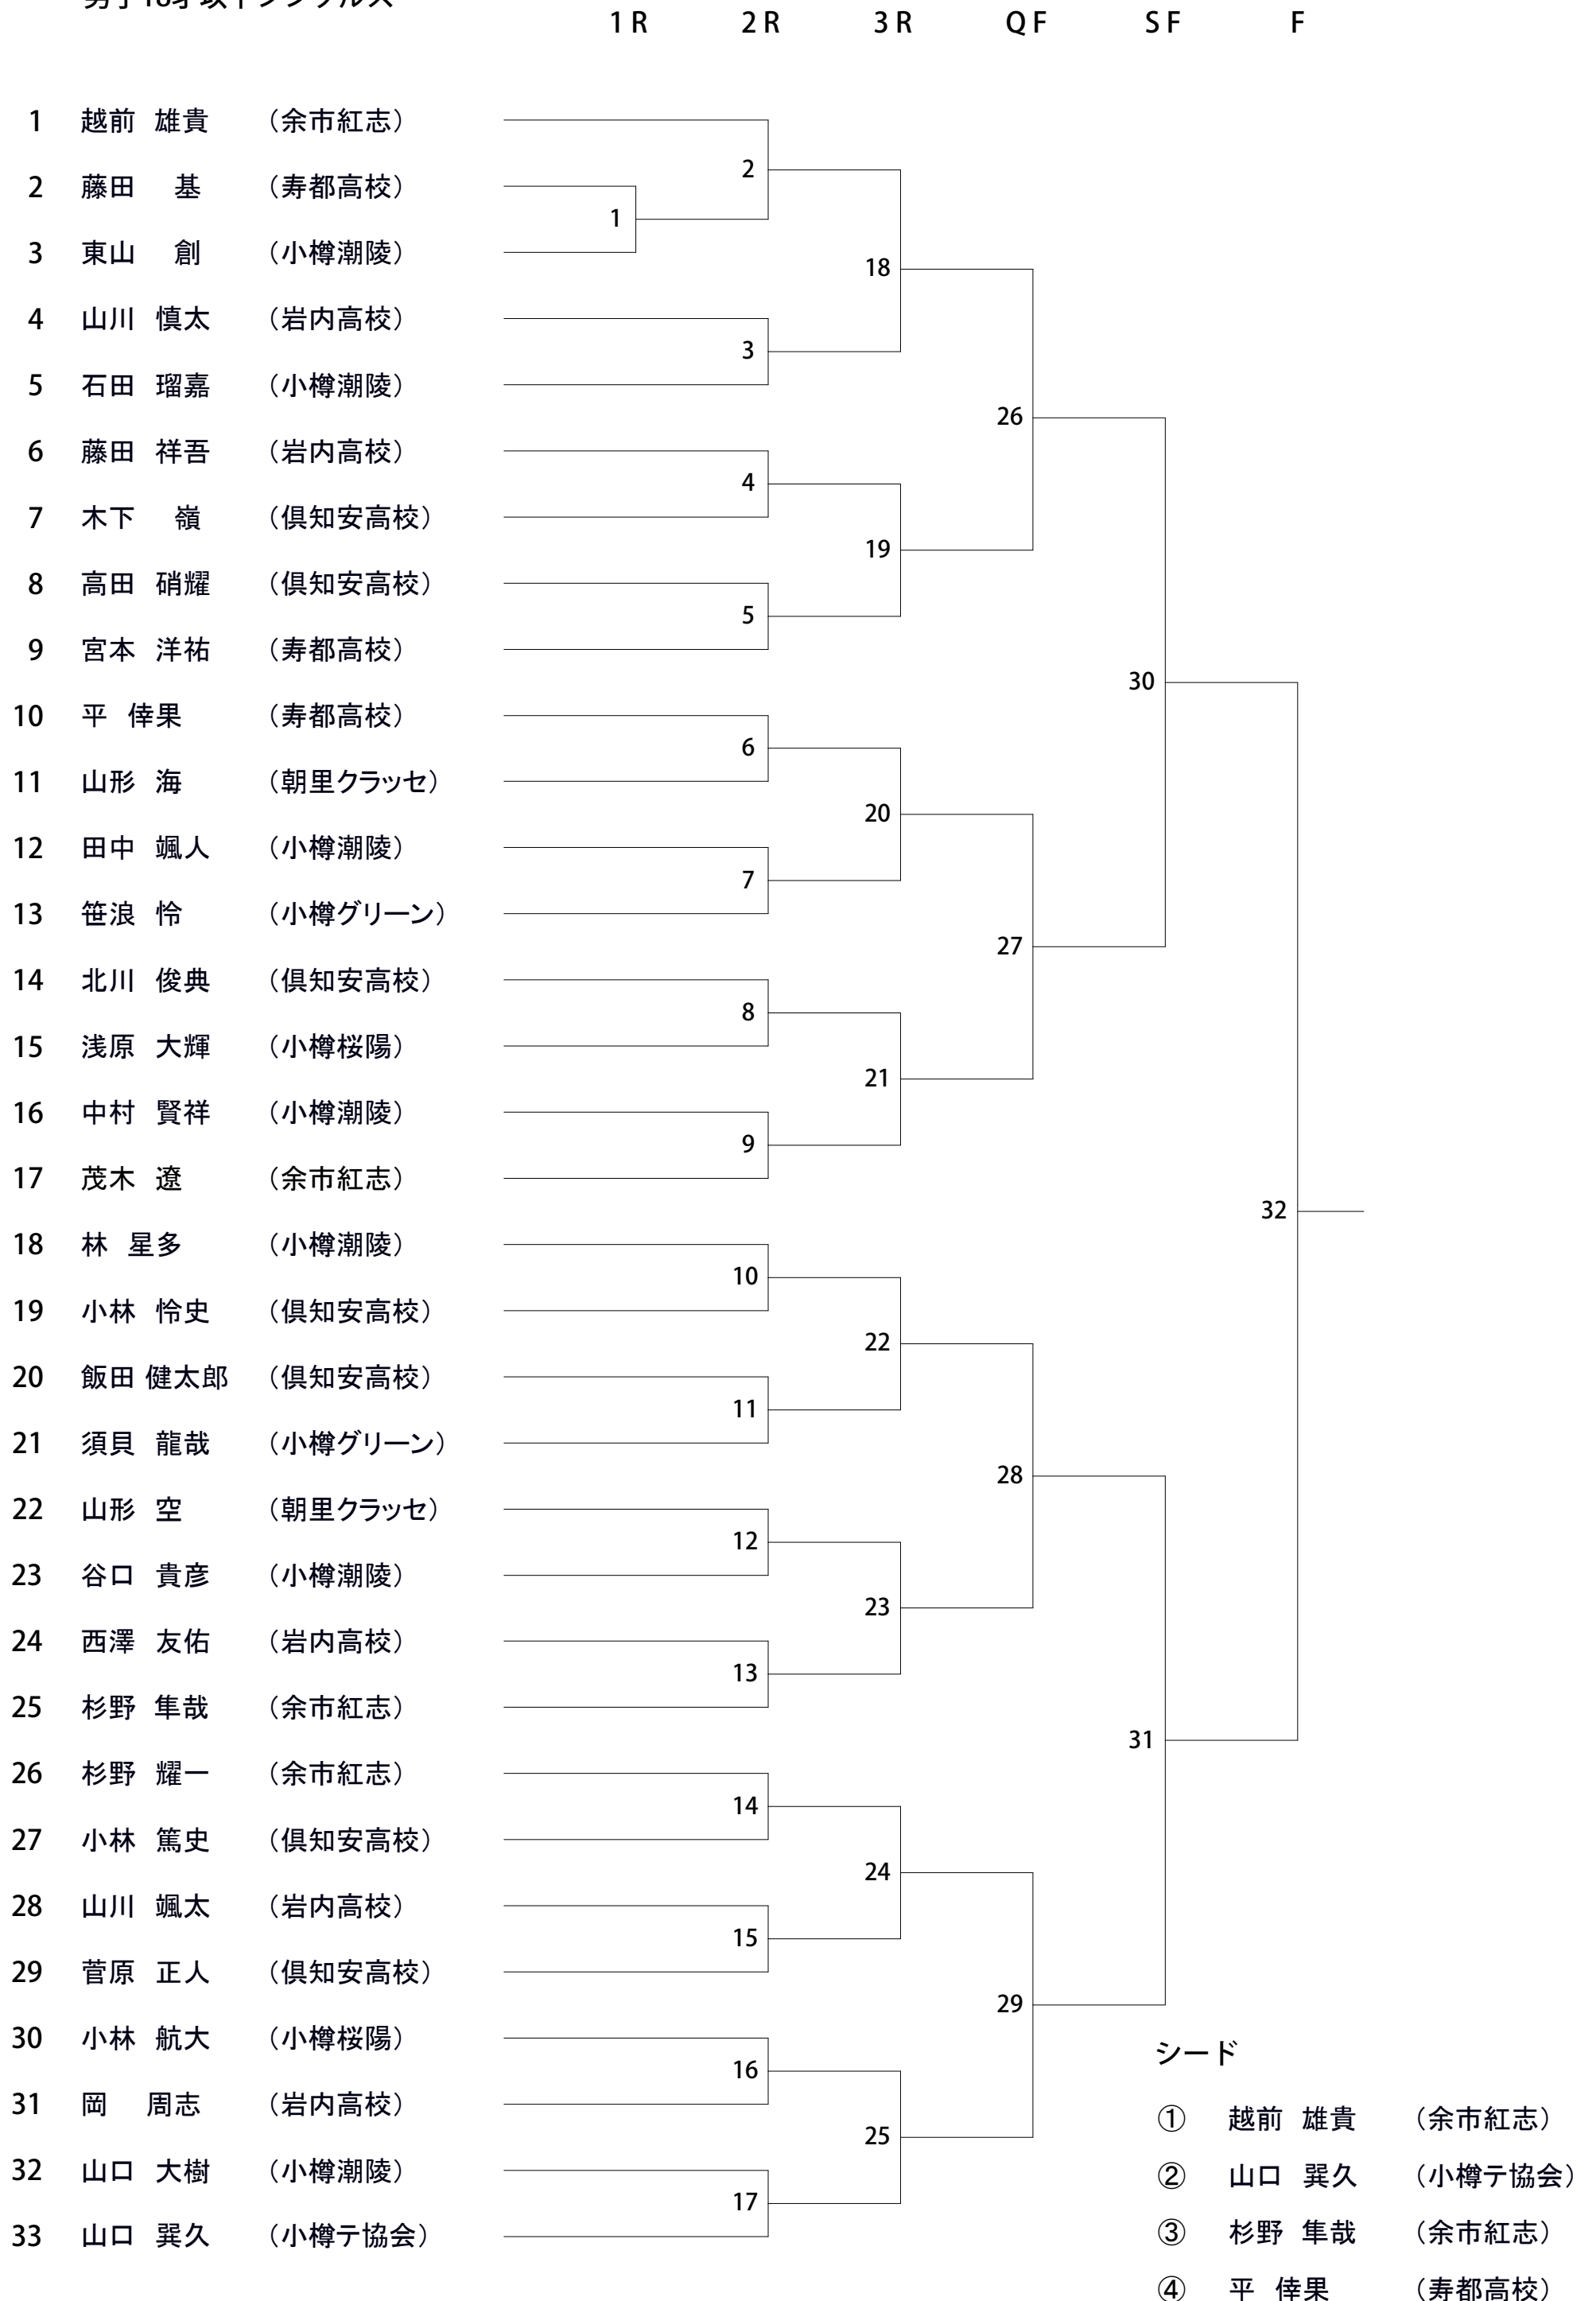 1R 2R 3R QF SF F
1 越前 雄貴 （余市紅志）
2
2 藤田 基 （寿都高校）
1
3 東山 創 （小樽潮陵）
18
4 山川 慎太 （岩内高校）
3
5 石田 瑠嘉 （小樽潮陵）
26
6 藤田 祥吾 （岩内高校）
4
7 木下 嶺 （倶知安高校）
19
8 高田 硝耀 （倶知安高校）
5
9 宮本 洋祐 （寿都高校）
30
10 平 倖果 （寿都高校）
6
11 山形 海 （朝里クラッセ）
20
12 田中 颯人 （小樽潮陵）
7
13 笹浪 怜 （小樽グリーン）
27
14 北川 俊典 （倶知安高校）
8
15 浅原 大輝 （小樽桜陽）
21
16 中村 賢祥 （小樽潮陵）
9
17 茂木 遼 （余市紅志）
32
18 林 星多 （小樽潮陵）
10
19 小林 怜史 （倶知安高校）
22
20 飯田 健太郎 （倶知安高校）
11
21 須貝 龍哉 （小樽グリーン）
28
22 山形 空 （朝里クラッセ）
12
23 谷口 貴彦 （小樽潮陵）
23
24 西澤 友佑 （岩内高校）
13
25 杉野 隼哉 （余市紅志）
31
26 杉野 耀一 （余市紅志）
14
27 小林 篤史 （倶知安高校）
24
28 山川 颯太 （岩内高校）
15
29 菅原 正人 （倶知安高校）
29
30 小林 航大 （小樽桜陽）
16
31 岡 周志 （岩内高校）
25
32 山口 大樹 （小樽潮陵）
17
33 山口 巽久 （小樽テ協会）
シード
① 越前 雄貴 （余市紅志）
② 山口 巽久 （小樽テ協会）
③ 杉野 隼哉 （余市紅志）
④ 平 倖果 （寿都高校）